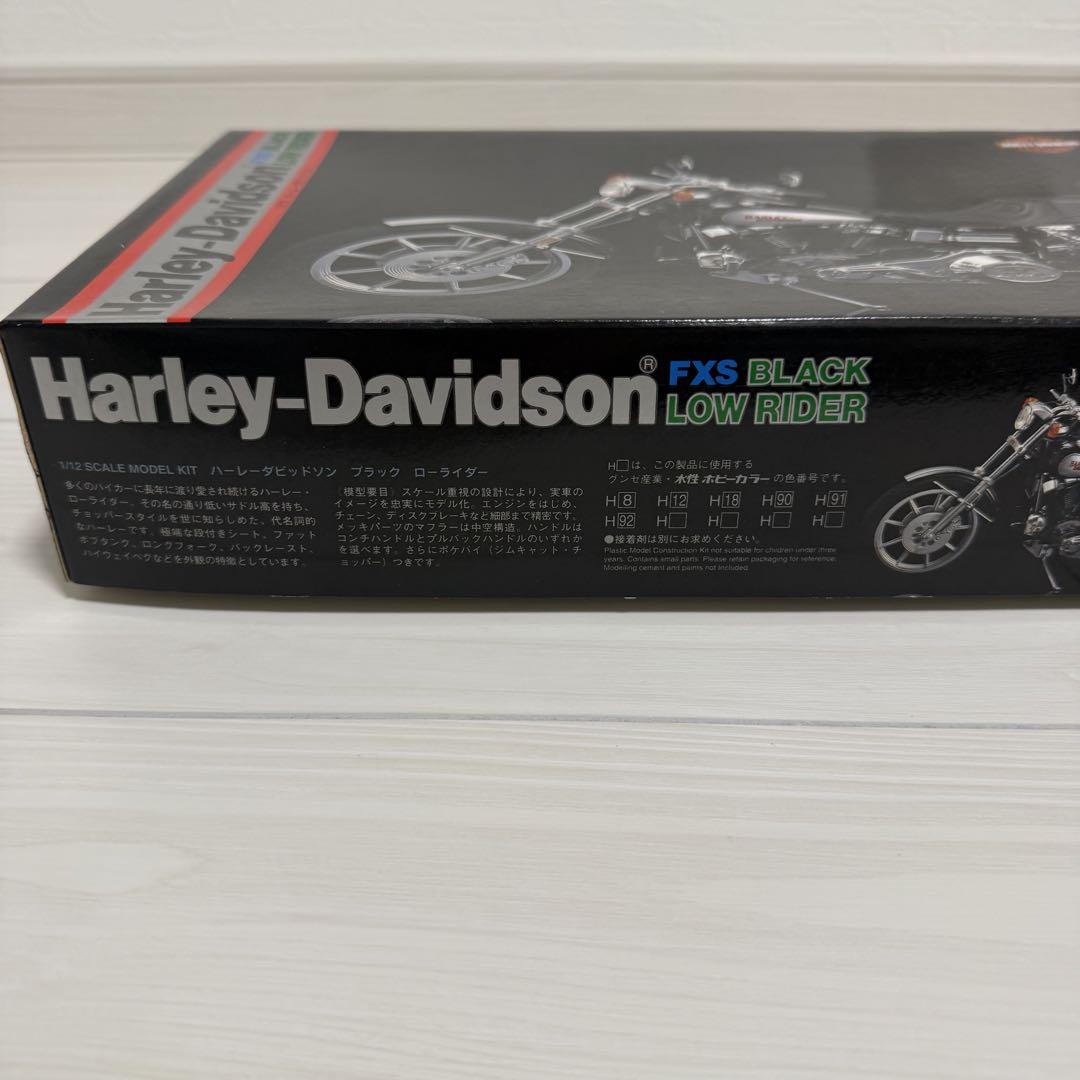 Harley-Davidson FXS BLACK
LOW RIDER
Harley-Davidson® FXS BLACK
LOW RIDER
1/12 SCALE MODEL KIT ハーレーダビッドソン ブラック ローライダー
多くのバイカーに長年に渡り愛され続けるハーレー・
ローライダー。その名の通り低いサドル高を持ち、
チョッパースタイルを世に知らしめた、代名詞的
なハーレーです。極端な段付きシート、ファット
ボブタンク、ロングフォーク、バックレースト、
ハイウェイペグなどを外観の特徴としています。
〔模型要目〕スケール重視の設計により、実車の
イメージを忠実にモデル化。エンジンをはじめ、
チェーン、ディスクブレーキなど細部まで精密です。
メッキパーツのマフラーは中空構造。ハンドルは
コンチハンドルとプルバックハンドルのいずれか
を選べます。さらにポケバイ（ジムキャット・チ
ョッパー）つきです。
H□は、この製品に使用する
グンゼ産業・水性ホビーカラーの色番号です。
H8 H12 H18 H90 H91
H92 H□ H□ H□ H□
●接着剤は別にお求めください。
Plastic Model Construction Kit not suitable for children under three
years. Contains small parts. Please retain packaging for reference.
Modelling cement and paints not included.